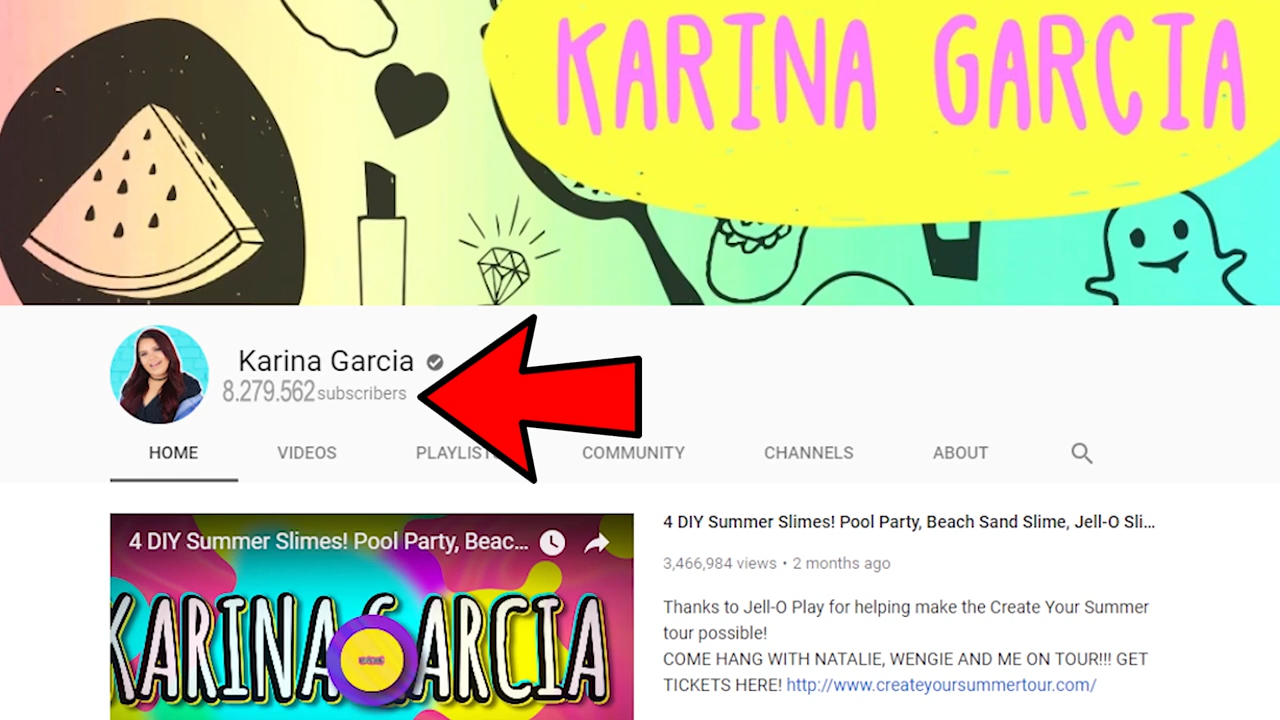 KARINA GARCIA
Karina Garcia
8.279.562 subscribers
HOME VIDEOS PLAYLISTS COMMUNITY CHANNELS ABOUT
4 DIY Summer Slimes! Pool Party, Beac...
KARINA GARCIA
4 DIY Summer Slimes! Pool Party, Beach Sand Slime, Jell-O Sli...
3,466,984 views • 2 months ago
Thanks to Jell-O Play for helping make the Create Your Summer
tour possible!
COME HANG WITH NATALIE, WENGIE AND ME ON TOUR!!! GET
TICKETS HERE! http://www.createyoursummertour.com/